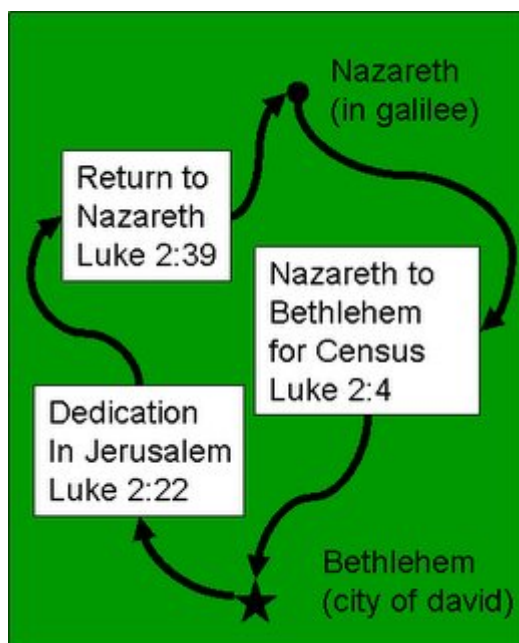 Nazareth
(in galilee)
Return to
Nazareth
Luke 2:39
Nazareth to
Bethlehem
for Census
Luke 2:4
Dedication
In Jerusalem
Luke 2:22
Bethlehem
(city of david)